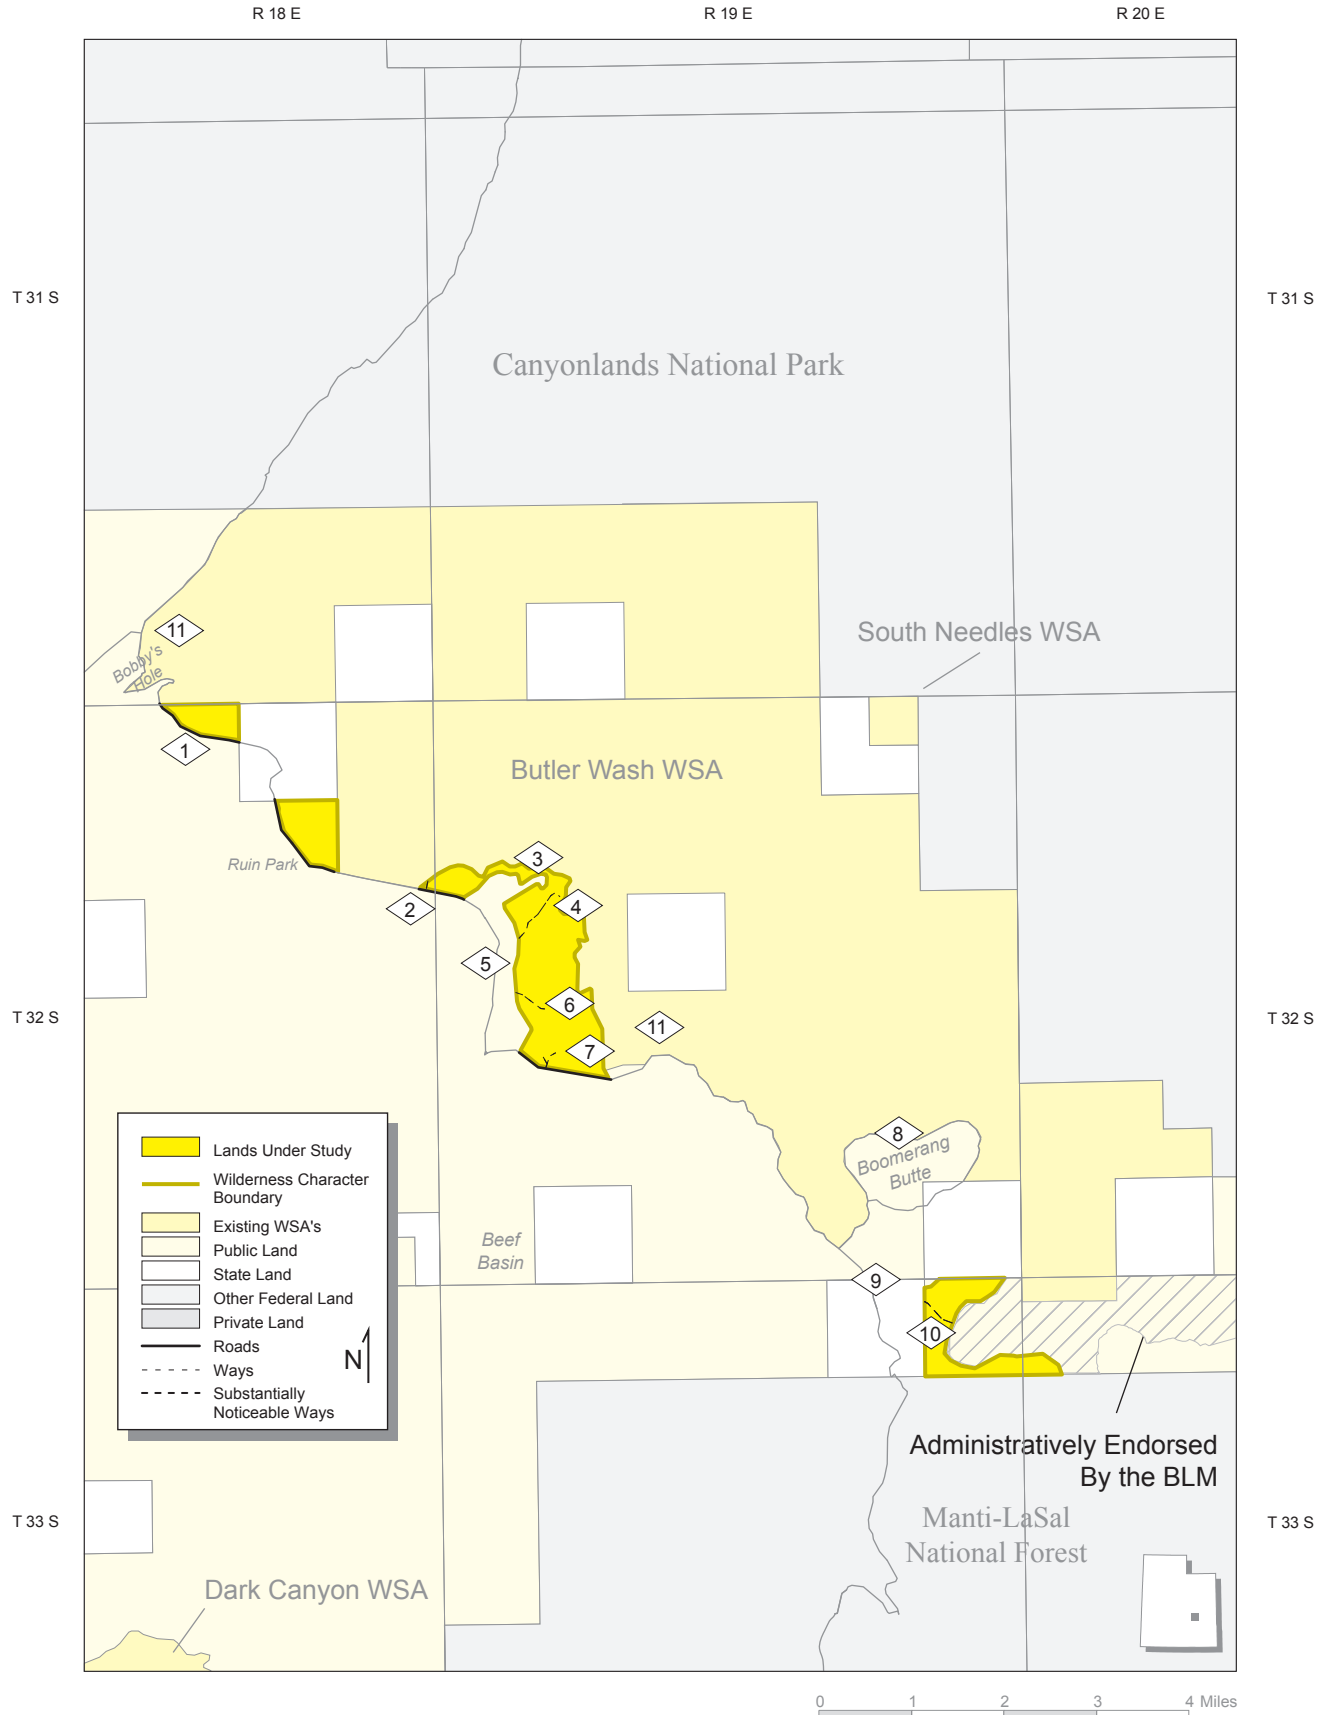 R 18 E
R 19 E
R 20 E
T 31 S
T 31 S
Canyonlands National Park
11
South Needles WSA
Bobby's
Hole
1
Butler Wash WSA
3
Ruin Park
2
4
5
6
T 32 S
T 32 S
11
7
8
Boomerang
Butte
Lands Under Study
Wilderness Character
Boundary
Existing WSA's
Public Land
State Land
Other Federal Land
Private Land
Roads
Ways
Substantially
Noticeable Ways
N
Beef
Basin
9
10
Administratively Endorsed
By the BLM
T 33 S
T 33 S
Manti-LaSal
National Forest
Dark Canyon WSA
0 1 2 3 4 Miles